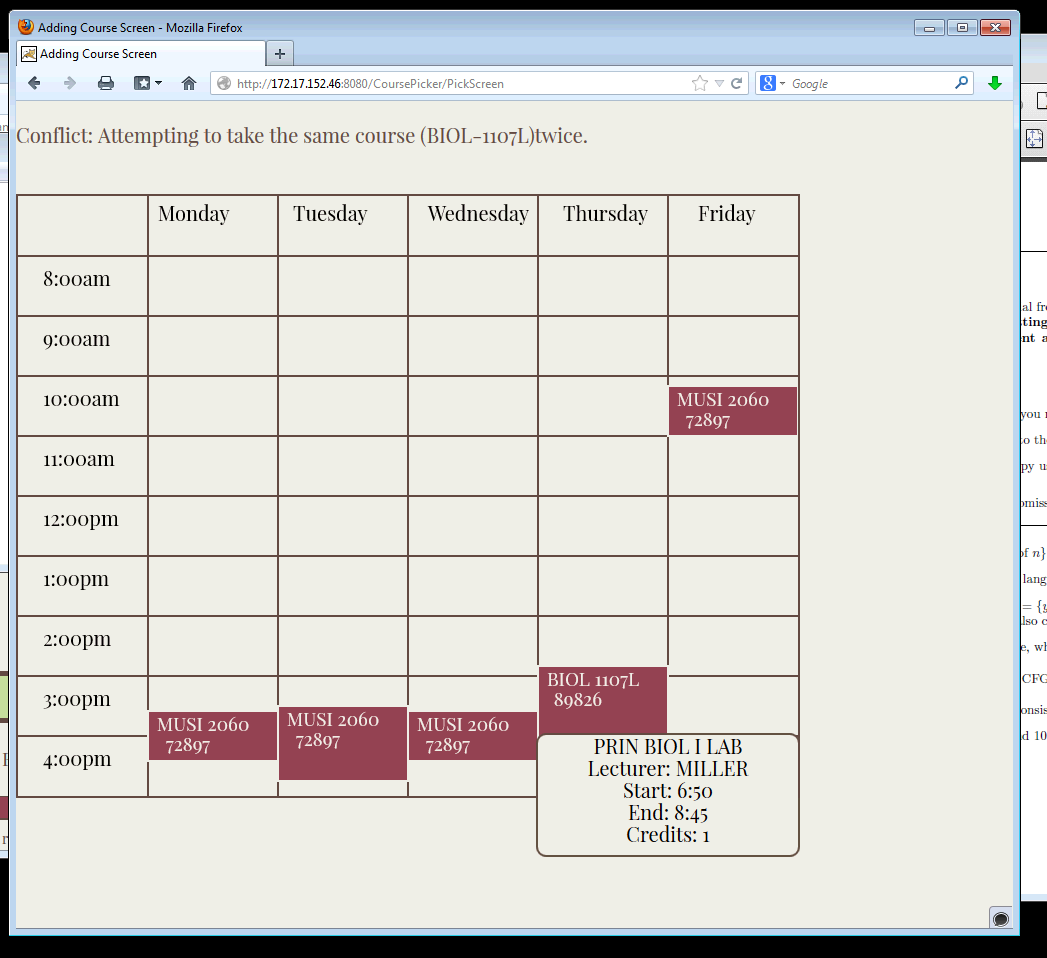 Adding Course Screen - Mozilla Firefox
Adding Course Screen
http://172.17.152.46:8080/CoursePicker/PickScreen
Google
Conflict: Attempting to take the same course (BIOL-1107L)twice.
Monday Tuesday Wednesday Thursday Friday
8:00am
9:00am
10:00am
MUSI 2060
72897
11:00am
12:00pm
1:00pm
2:00pm
BIOL 1107L
89826
3:00pm
MUSI 2060
72897
MUSI 2060
72897
MUSI 2060
72897
4:00pm
PRIN BIOL I LAB
Lecturer: MILLER
Start: 6:50
End: 8:45
Credits: 1
al
you
CFG